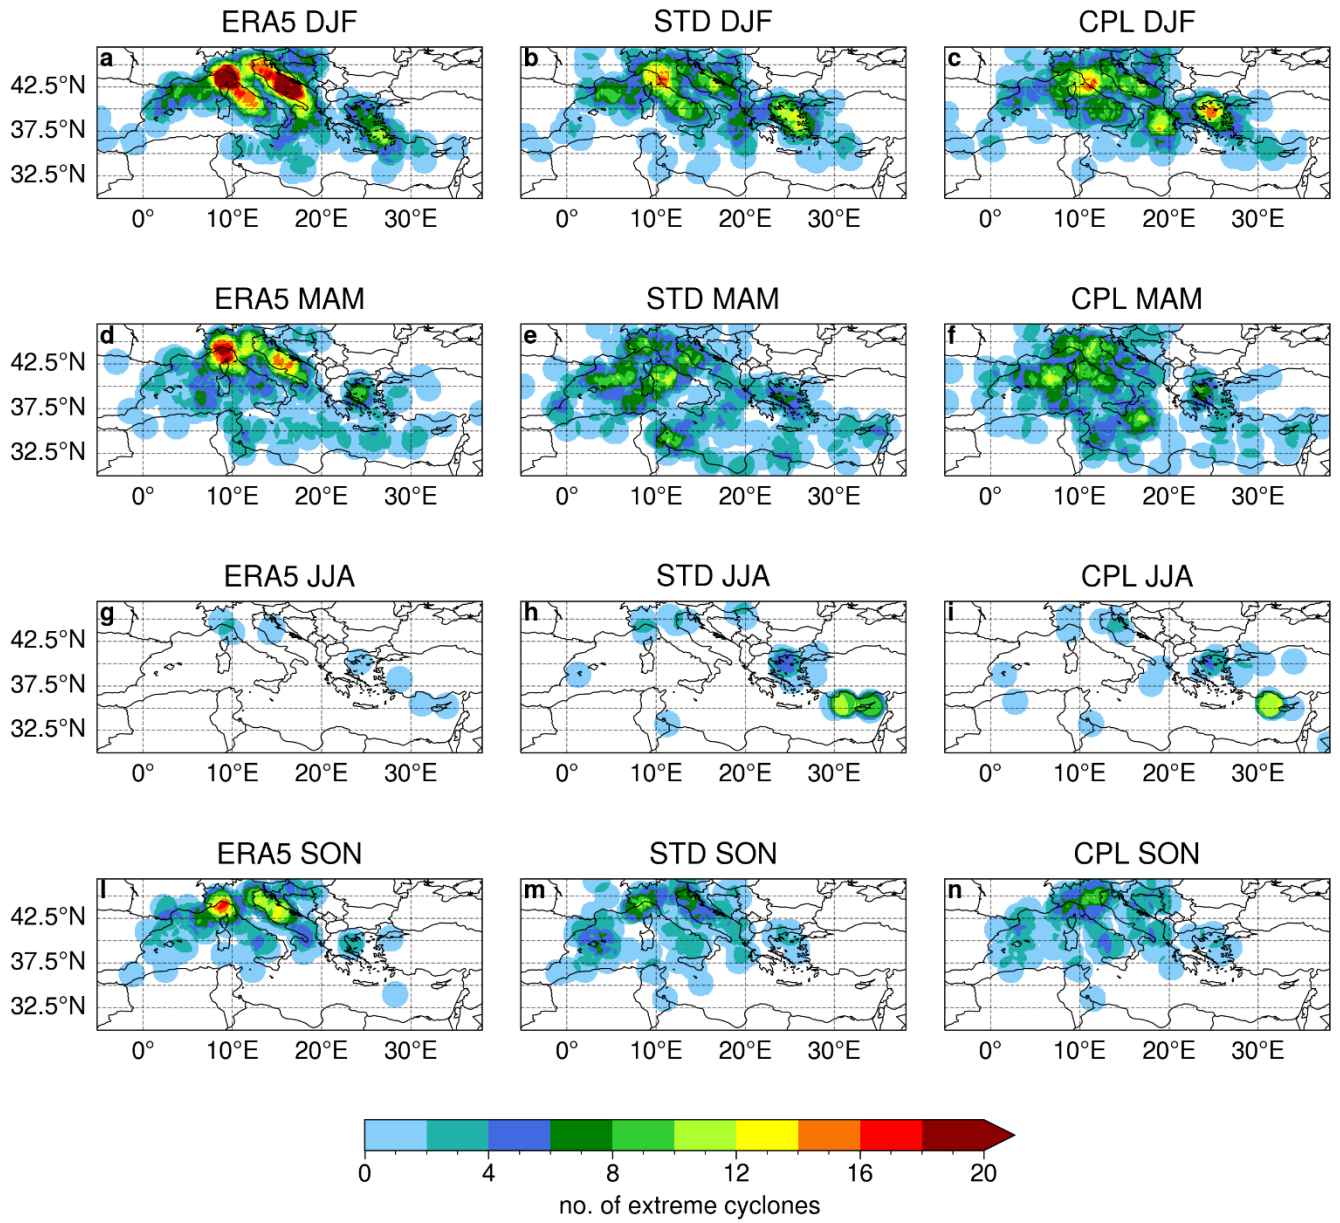 ERA5 DJF STD DJF CPL DJF
a b c
42.5°N
37.5°N
32.5°N
0° 10°E 20°E 30°E 0° 10°E 20°E 30°E 0° 10°E 20°E 30°E
ERA5 MAM STD MAM CPL MAM
d e f
42.5°N
37.5°N
32.5°N
0° 10°E 20°E 30°E 0° 10°E 20°E 30°E 0° 10°E 20°E 30°E
ERA5 JJA STD JJA CPL JJA
g h i
42.5°N
37.5°N
32.5°N
0° 10°E 20°E 30°E 0° 10°E 20°E 30°E 0° 10°E 20°E 30°E
ERA5 SON STD SON CPL SON
l m n
42.5°N
37.5°N
32.5°N
0° 10°E 20°E 30°E 0° 10°E 20°E 30°E 0° 10°E 20°E 30°E
0 4 8 12 16 20
no. of extreme cyclones